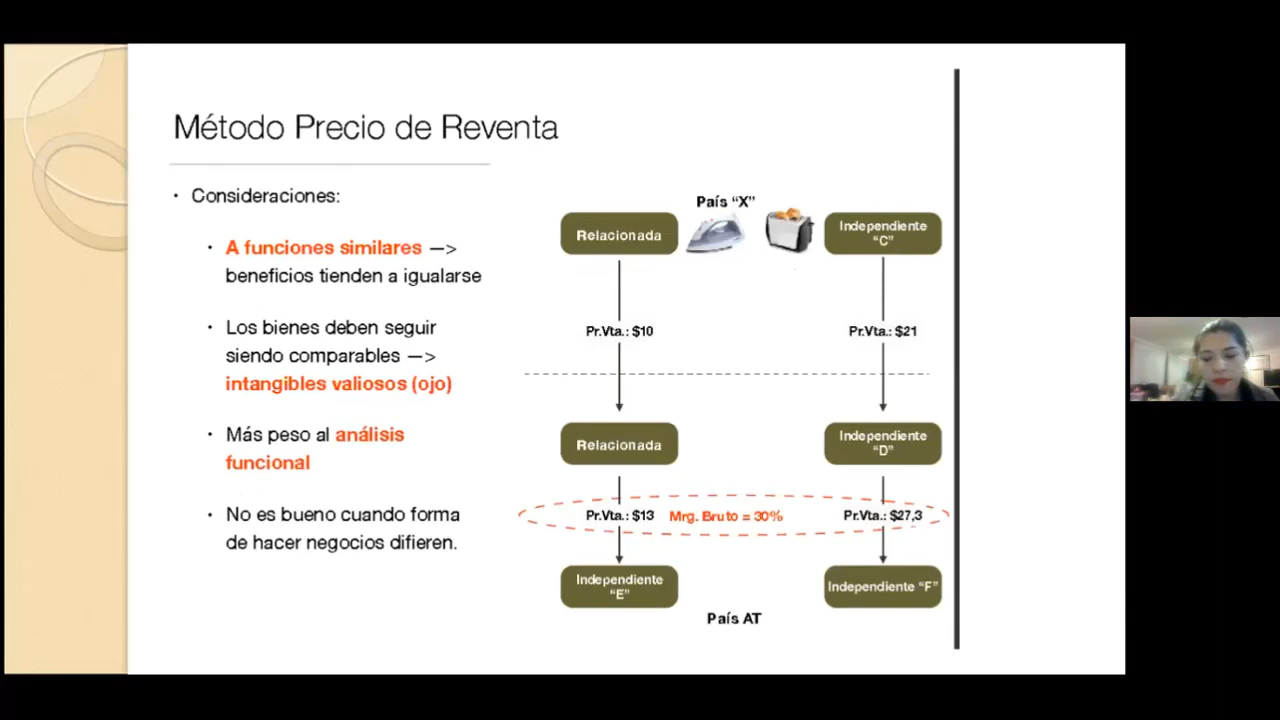 Método Precio de Reventa
• Consideraciones:
• A funciones similares —>
beneficios tienden a igualarse
• Los bienes deben seguir
siendo comparables —>
intangibles valiosos (ojo)
• Más peso al análisis
funcional
• No es bueno cuando forma
de hacer negocios difieren.
País “X”
Relacionada
Independiente
“C”
Pr.Vta.: $10
Pr.Vta.: $21
Relacionada
Independiente
“D”
Pr.Vta.: $13
Mrg. Bruto = 30%
Pr.Vta.: $27,3
Independiente
“E”
Independiente “F”
País AT